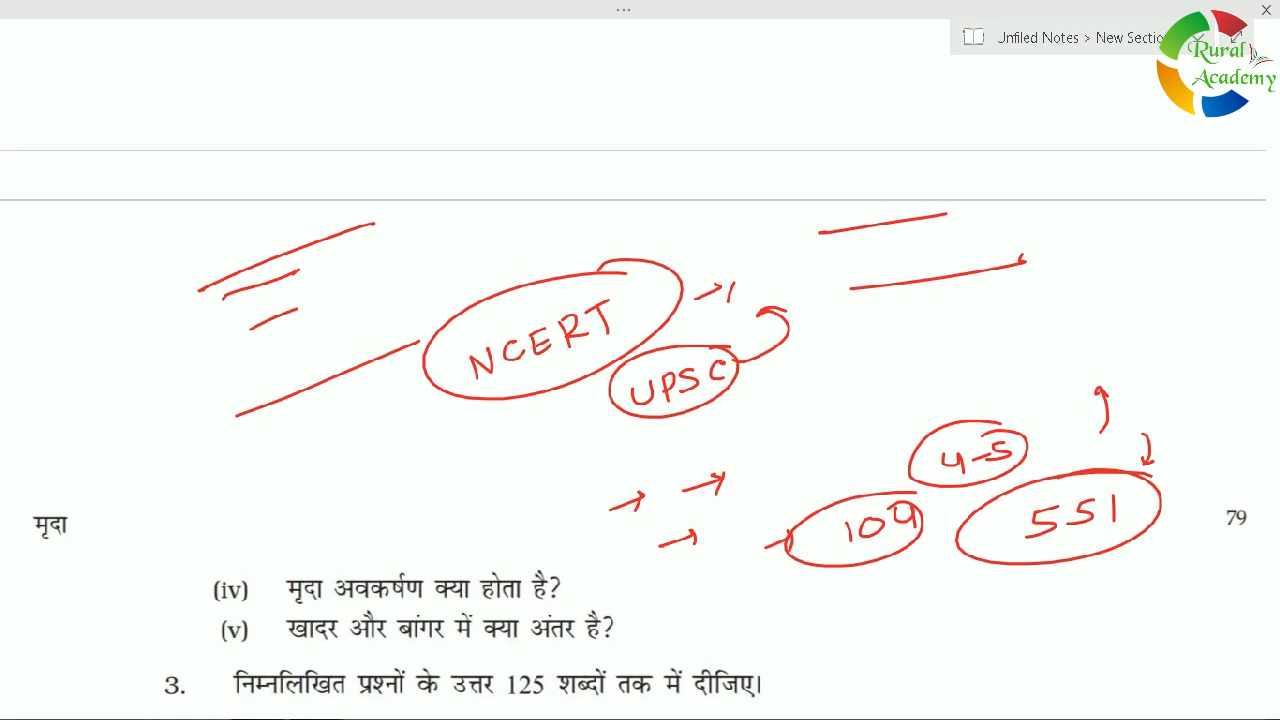 Jnfiled Notes > New Sectio
Rural
Academy
NCERT
UPSC
4-5
109
551
मृदा
79
(iv) मृदा अवकर्षण क्या होता है?
(v) खादर और बांगर में क्या अंतर है?
3. निम्नलिखित प्रश्नों के उत्तर 125 शब्दों तक में दीजिए।